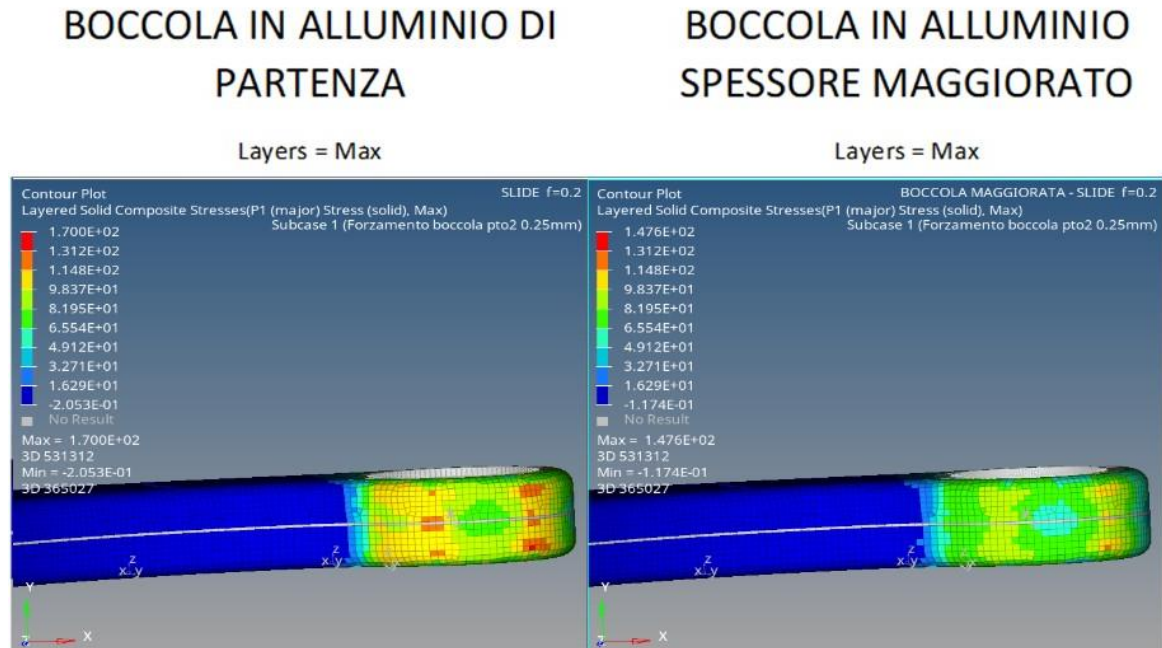 BOCCOLA IN ALLUMINIO DI
PARTENZA
Layers = Max
Contour Plot
SLIDE f=0.2
Layered Solid Composite Stresses(P1 (major) Stress (solid), Max)
Subcase 1 (Forzamento boccola pto2 0.25mm)
1.700E+02
1.312E+02
1.148E+02
9.837E+01
8.195E+01
6.554E+01
4.912E+01
3.271E+01
1.629E+01
-2.053E-01
No Result
Max = 1.700E+02
3D 531312
Min = -2.053E-01
3D 365027
z
x y
z
x y
Y
X
BOCCOLA IN ALLUMINIO
SPESSORE MAGGIORATO
Layers = Max
Contour Plot
BOCCOLA MAGGIORATA - SLIDE f=0.2
Layered Solid Composite Stresses(P1 (major) Stress (solid), Max)
Subcase 1 (Forzamento boccola pto2 0.25mm)
1.476E+02
1.312E+02
1.148E+02
9.837E+01
8.195E+01
6.554E+01
4.912E+01
3.271E+01
1.629E+01
-1.174E-01
No Result
Max = 1.476E+02
3D 531312
Min = -1.174E-01
3D 365027
z
x y
z
x y
Y
X